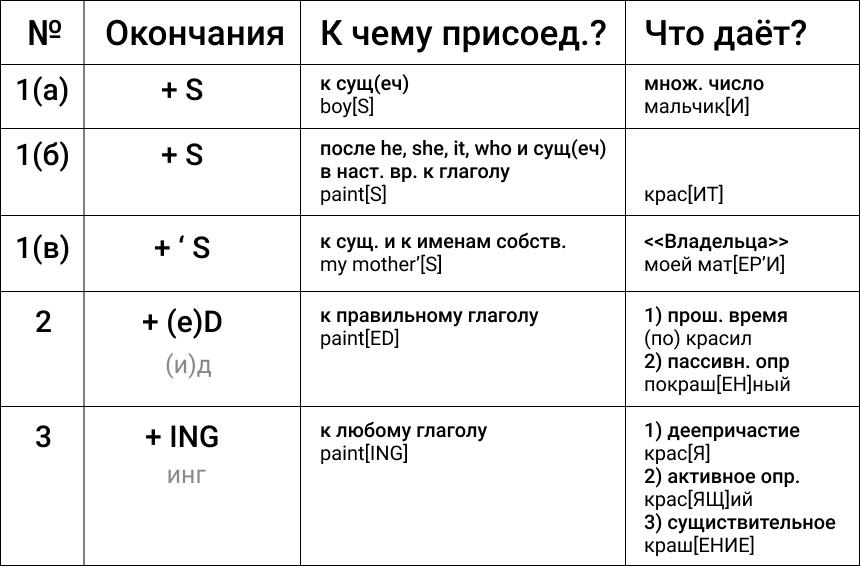 № Окончания К чему присоед.? Что даёт?
1(а) + S к сущ(еч) множ. число
boy[S] мальчик[И]
1(б) + S после he, she, it, who и сущ(еч)
в наст. вр. к глаголу
paint[S] крас[ИТ]
1(в) + ‘ S к сущ. и к именам собств. <<Владельца>>
my mother’[S] моей мат[ЕР’И]
2 + (е)D к правильному глаголу 1) прош. время
paint[ED] (по) красил
(и)д 2) пассивн. опр
покраш[ЕН]ный
3 + ING к любому глаголу 1) деепричастие
paint[ING] крас[Я]
инг 2) активное опр.
крас[ЯЩ]ий
3) сущиствительное
краш[ЕНИЕ]